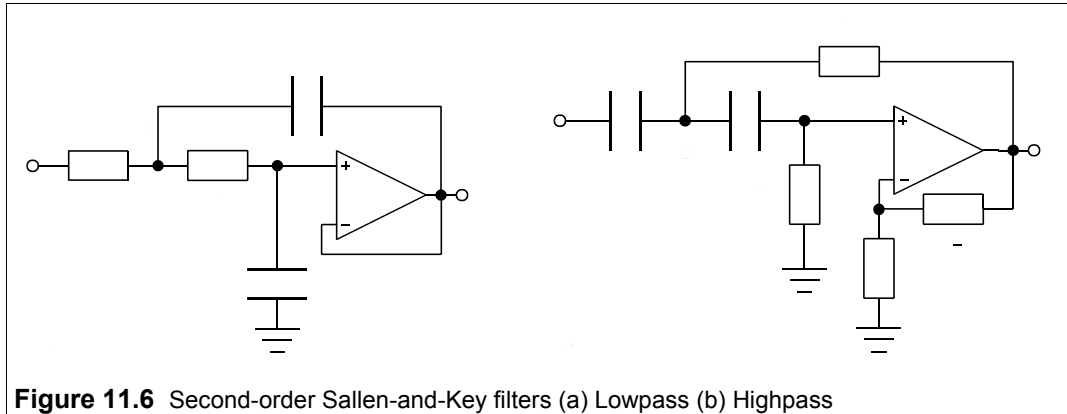 +
−
+
−
Figure 11.6 Second-order Sallen-and-Key filters (a) Lowpass (b) Highpass